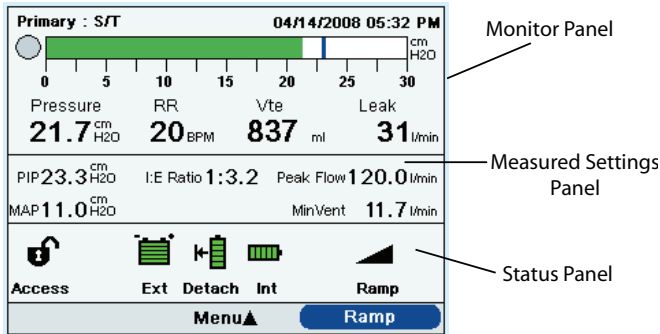 Primary : S/T 04/14/2008 05:32 PM
cm H2O
0 5 10 15 20 25 30
Pressure RR Vte Leak
21.7 cm H2O 20 BPM 837 ml 31 l/min
PIP 23.3 cm H2O I:E Ratio 1:3.2 Peak Flow 120.0 l/min
MAP 11.0 cm H2O MinVent 11.7 l/min
Access Ext Detach Int Ramp
Menu▲ Ramp
Monitor Panel
Measured Settings
Panel
Status Panel